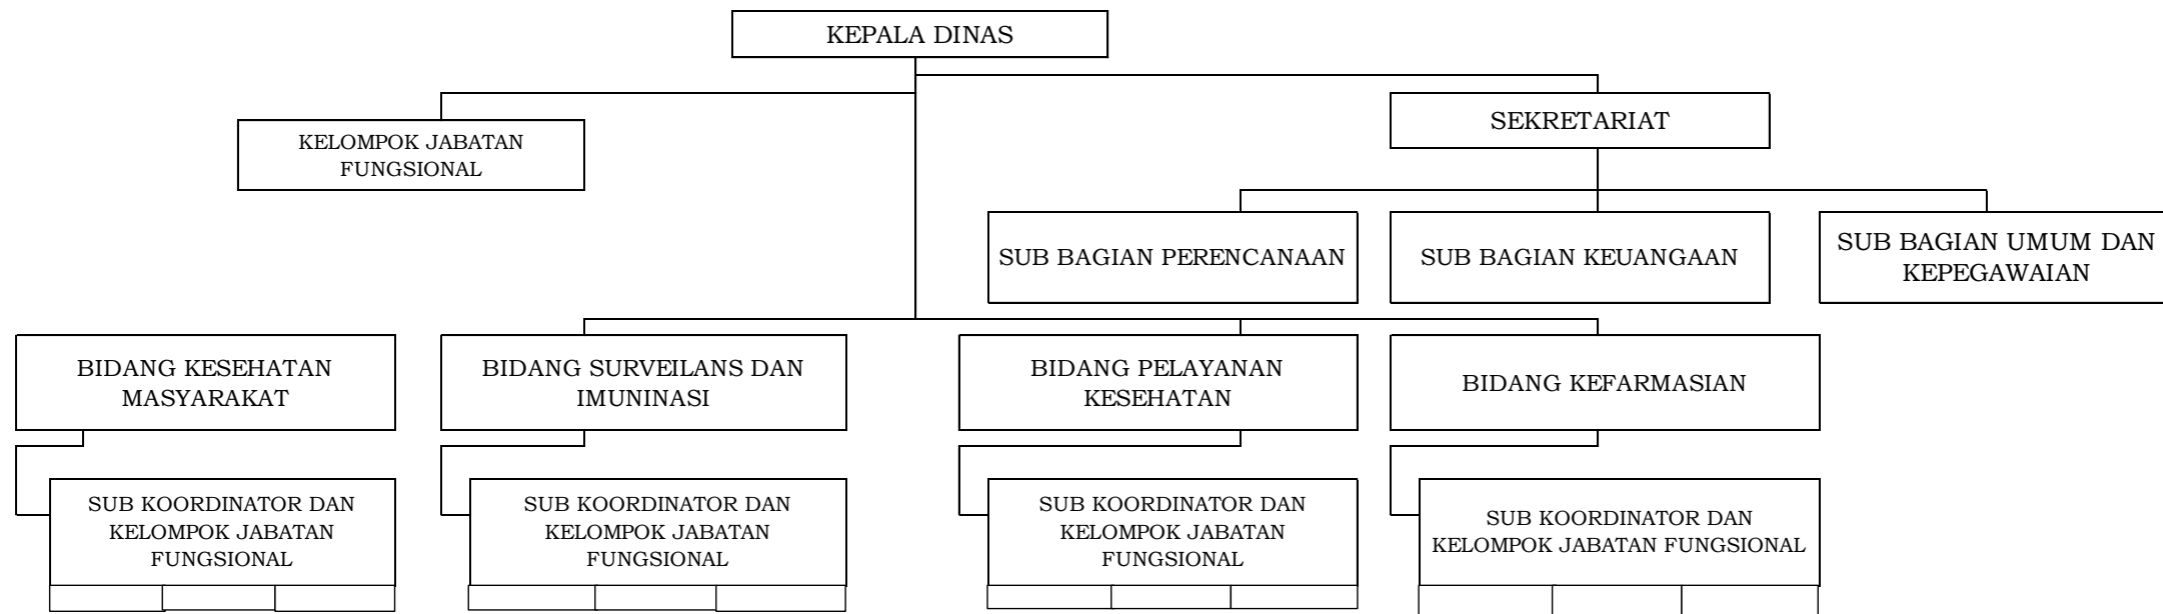 KEPALA DINAS
SEKRETARIAT
KELOMPOK JABATAN
FUNGSIONAL
SUB BAGIAN PERENCANAAN
SUB BAGIAN KEUANGAAN
SUB BAGIAN UMUM DAN
KEPEGAWAIAN
BIDANG KESEHATAN
MASYARAKAT
BIDANG SURVEILANS DAN
IMUNINASI
BIDANG PELAYANAN
KESEHATAN
BIDANG KEFARMASIAN
SUB KOORDINATOR DAN
KELOMPOK JABATAN
FUNGSIONAL
SUB KOORDINATOR DAN
KELOMPOK JABATAN
FUNGSIONAL
SUB KOORDINATOR DAN
KELOMPOK JABATAN
FUNGSIONAL
SUB KOORDINATOR DAN
KELOMPOK JABATAN FUNGSIONAL